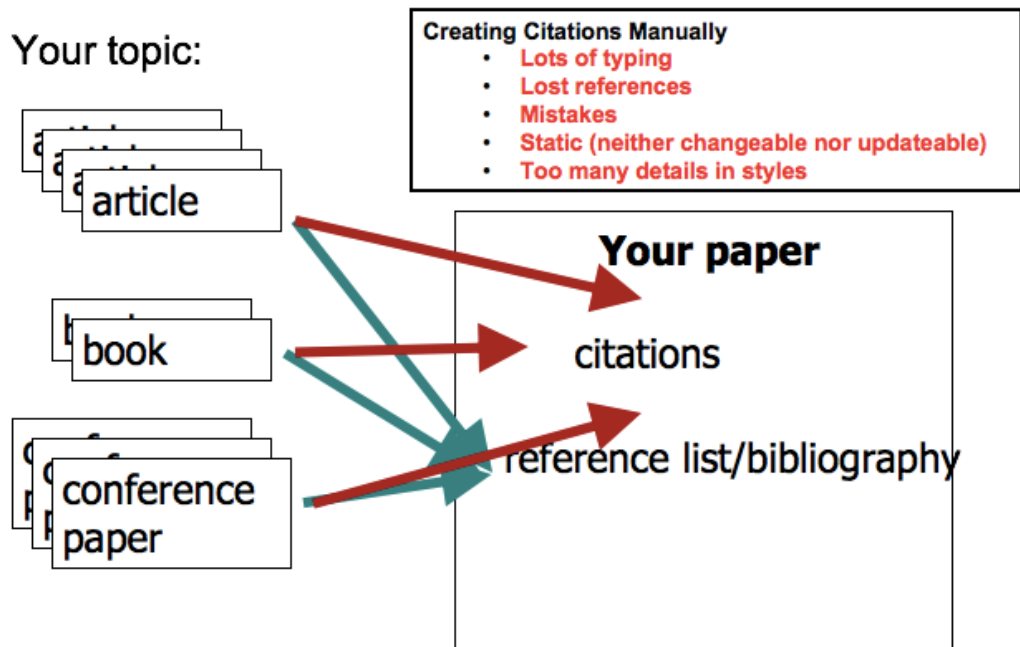 Your topic:
Creating Citations Manually
• Lots of typing
• Lost references
• Mistakes
• Static (neither changeable nor updateable)
• Too many details in styles
article
book
conference
paper
Your paper
citations
reference list/bibliography